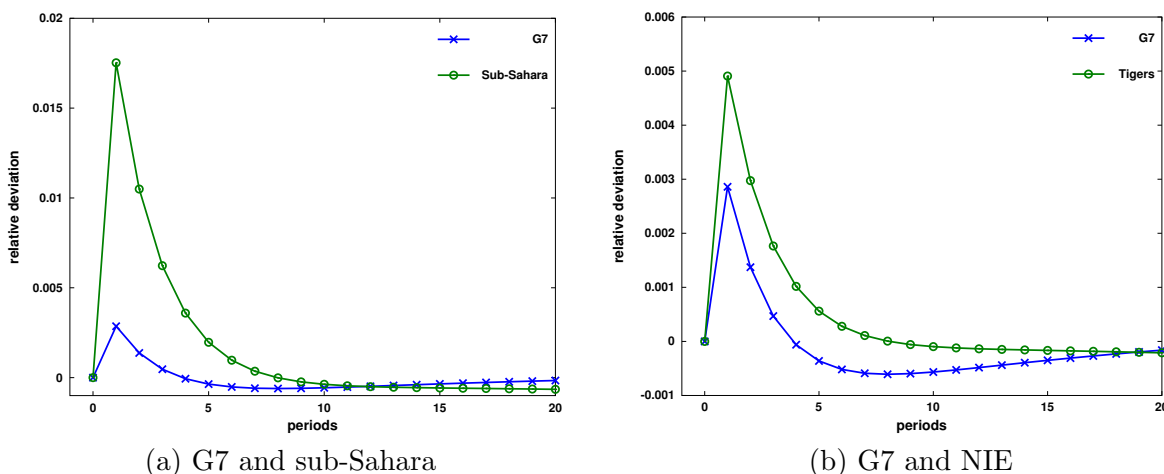 0.02
0.015
0.01
0.005
0
relative deviation
G7
Sub-Sahara
0 5 10 15 20
periods
(a) G7 and sub-Sahara
0.006
0.005
0.004
0.003
0.002
0.001
0
-0.001
relative deviation
G7
Tigers
0 5 10 15 20
periods
(b) G7 and NIE